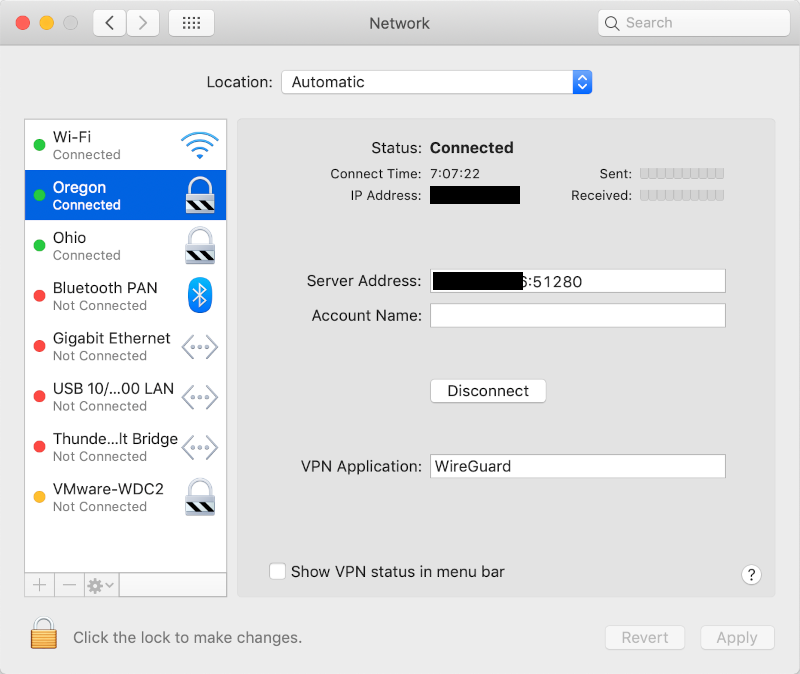 Network
Search
Location: Automatic
Wi-Fi
Connected
Oregon
Connected
Ohio
Connected
Bluetooth PAN
Not Connected
Gigabit Ethernet
Not Connected
USB 10/...00 LAN
Not Connected
Thunde...lt Bridge
Not Connected
VMware-WDC2
Not Connected
Status: Connected
Connect Time: 7:07:22 Sent:
IP Address: Received:
Server Address: :51280
Account Name:
Disconnect
VPN Application: WireGuard
Show VPN status in menu bar
?
Click the lock to make changes.
Revert Apply